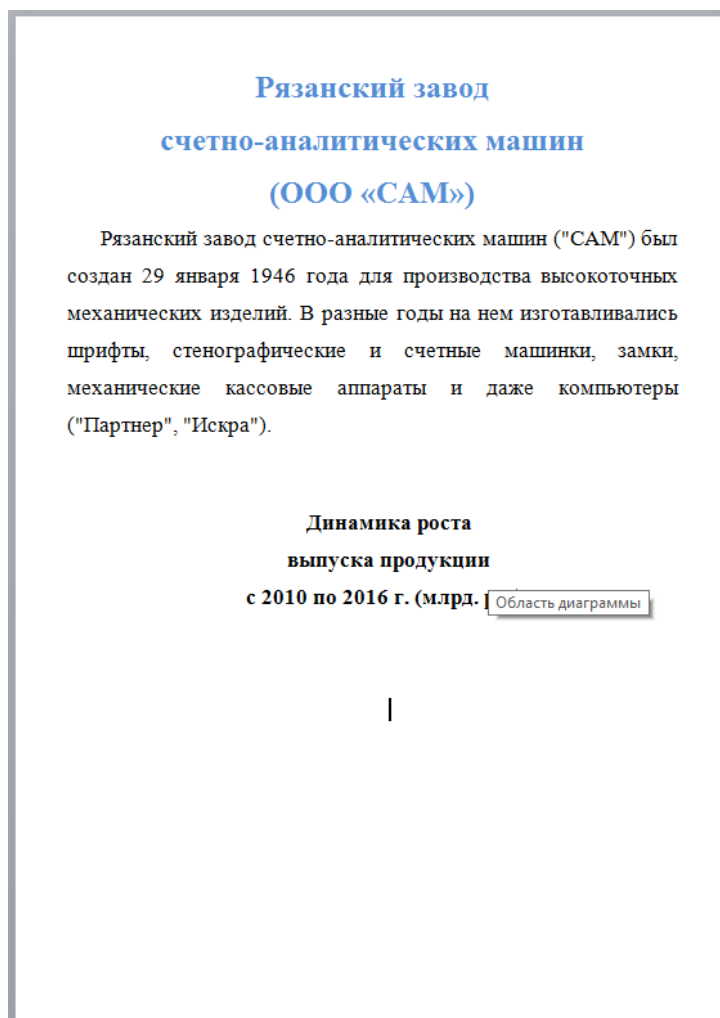 Рязанский завод
счетно-аналитических машин
(ООО «САМ»)
Рязанский завод счетно-аналитических машин ("САМ") был
создан 29 января 1946 года для производства высокоточных
механических изделий. В разные годы на нем изготавливались
шрифты, стенографические и счетные машинки, замки,
механические кассовые аппараты и даже компьютеры
("Партнер", "Искра").
Динамика роста
выпуска продукции
с 2010 по 2016 г. (млрд.
Область диаграммы